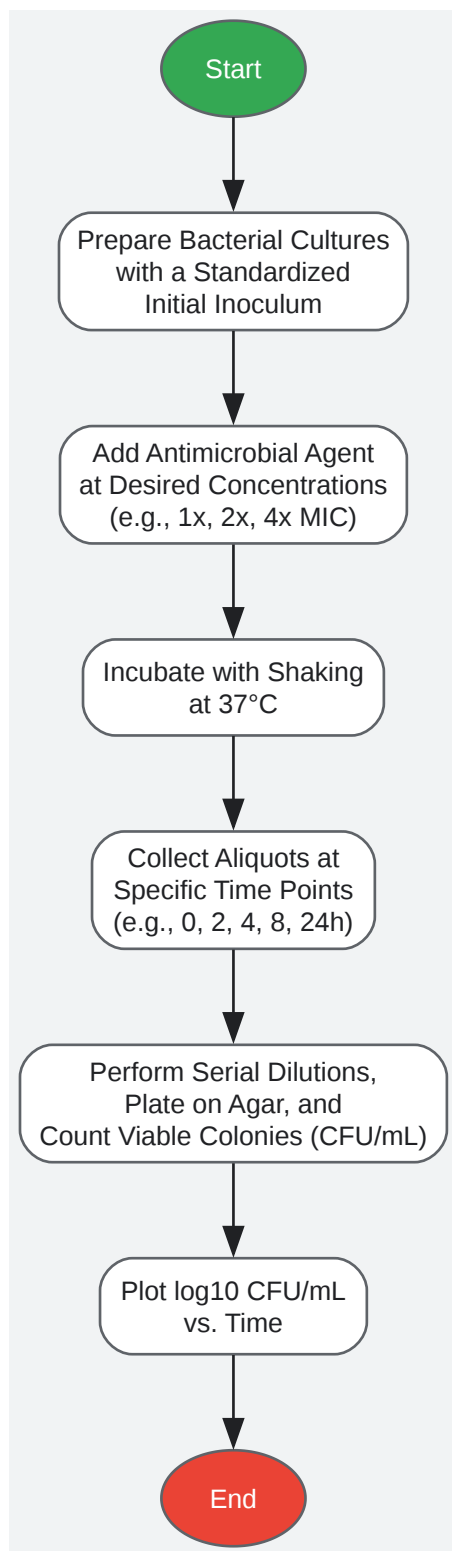 Start
Prepare Bacterial Cultures
with a Standardized
Initial Inoculum
Add Antimicrobial Agent
at Desired Concentrations
(e.g., 1x, 2x, 4x MIC)
Incubate with Shaking
at 37°C
Collect Aliquots at
Specific Time Points
(e.g., 0, 2, 4, 8, 24h)
Perform Serial Dilutions,
Plate on Agar, and
Count Viable Colonies (CFU/mL)
Plot log10 CFU/mL
vs. Time
End